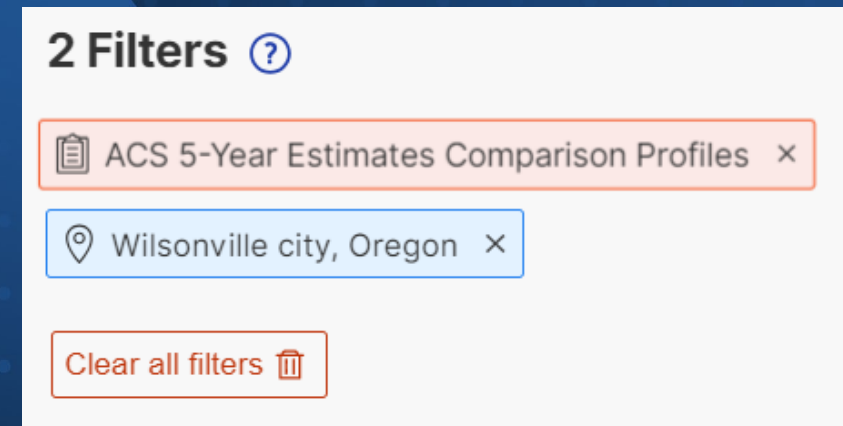 2 Filters ?
ACS 5-Year Estimates Comparison Profiles ×
Wilsonville city, Oregon ×
Clear all filters